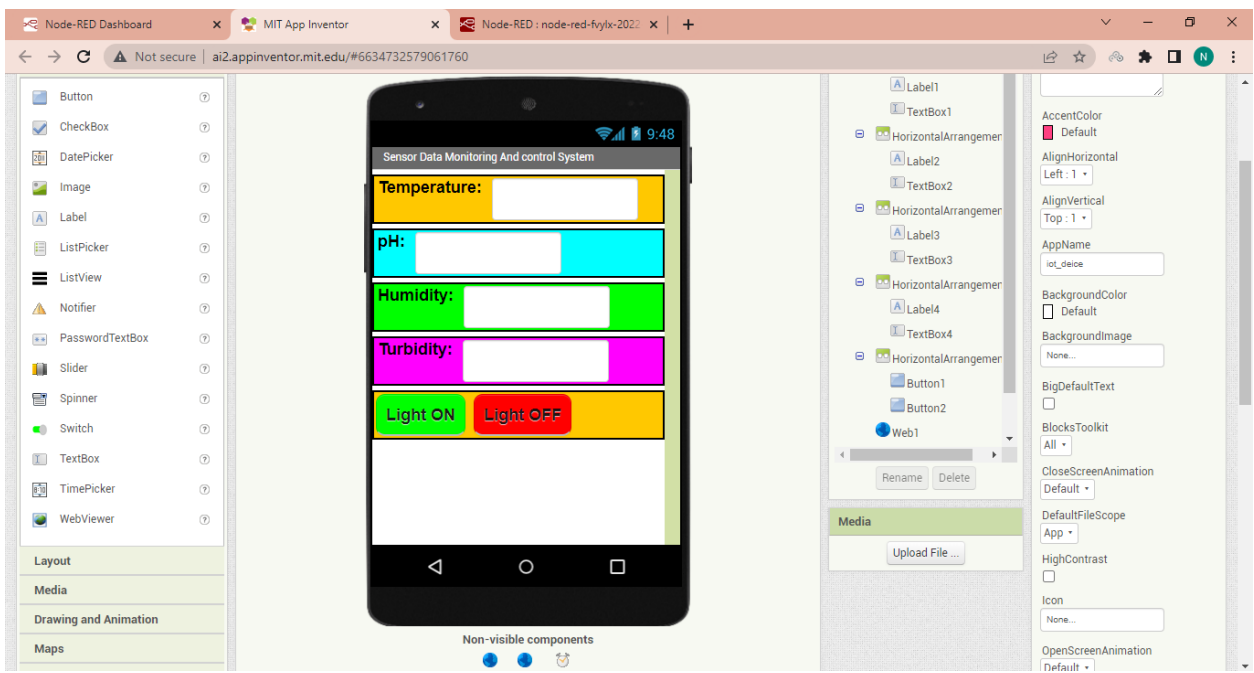 Node-RED Dashboard
MIT App Inventor
Node-RED : node-red-fvylx-2022
Not secure
ai2.appinventor.mit.edu/#6634732579061760
N
Button
CheckBox
DatePicker
Image
Label
ListPicker
ListView
Notifier
PasswordTextBox
Slider
Spinner
Switch
TextBox
TimePicker
WebViewer
Layout
Media
Drawing and Animation
Maps
9:48
Sensor Data Monitoring And control System
Temperature:
pH:
Humidity:
Turbidity:
Light ON
Light OFF
Non-visible components
Label1
TextBox1
HorizontalArrangemer
Label2
TextBox2
HorizontalArrangemer
Label3
TextBox3
HorizontalArrangemer
Label4
TextBox4
HorizontalArrangemer
Button1
Button2
Web1
Rename
Delete
Media
Upload File ...
AccentColor
Default
AlignHorizontal
Left : 1
AlignVertical
Top : 1
AppName
iot_deice
BackgroundColor
Default
BackgroundImage
None...
BigDefaultText
BlocksToolkit
All
CloseScreenAnimation
Default
DefaultFileScope
App
HighContrast
Icon
None...
OpenScreenAnimation
Default